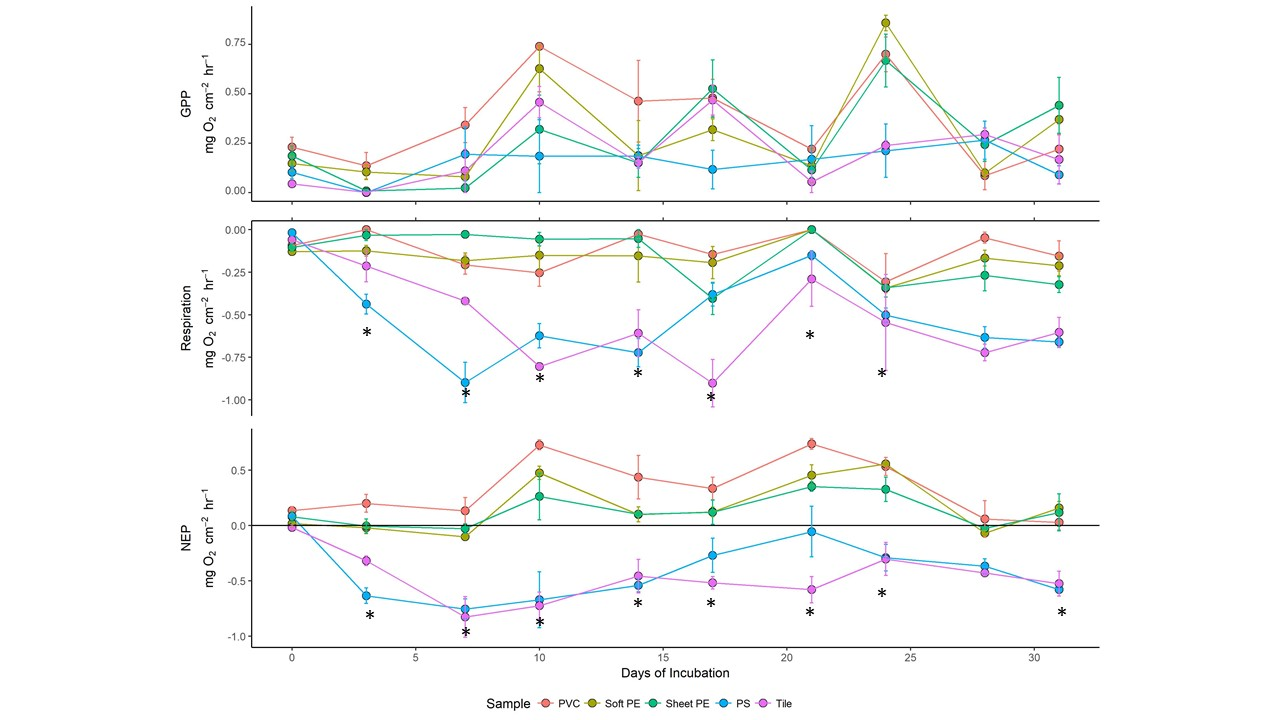 GPP
mg O₂ cm⁻² hr⁻¹
0.75
0.50
0.25
0.00
Respiration
mg O₂ cm⁻² hr⁻¹
0.00
-0.25
-0.50
-0.75
-1.00
* * * * * * *
NEP
mg O₂ cm⁻² hr⁻¹
0.5
0.0
-0.5
-1.0
* * * * * * * *
0 5 10 15 20 25 30
Days of Incubation
Sample PVC Soft PE Sheet PE PS Tile